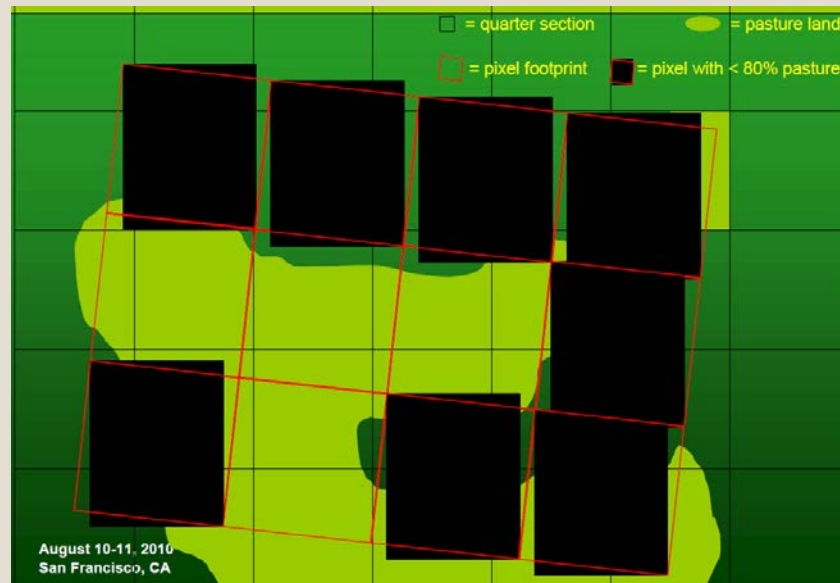 = quarter section = pasture land
= pixel footprint = pixel with < 80% pasture
August 10-11, 2010
San Francisco, CA